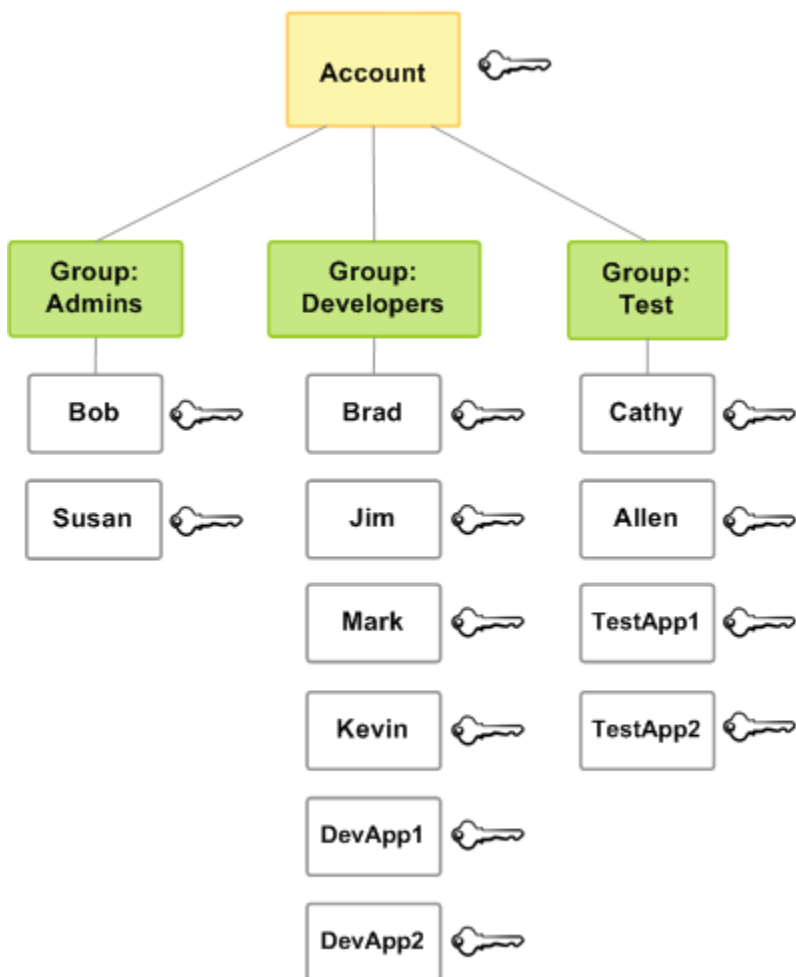 Account
Group:
Admins
Group:
Developers
Group:
Test
Bob
Brad
Cathy
Susan
Jim
Allen
Mark
TestApp1
Kevin
TestApp2
DevApp1
DevApp2